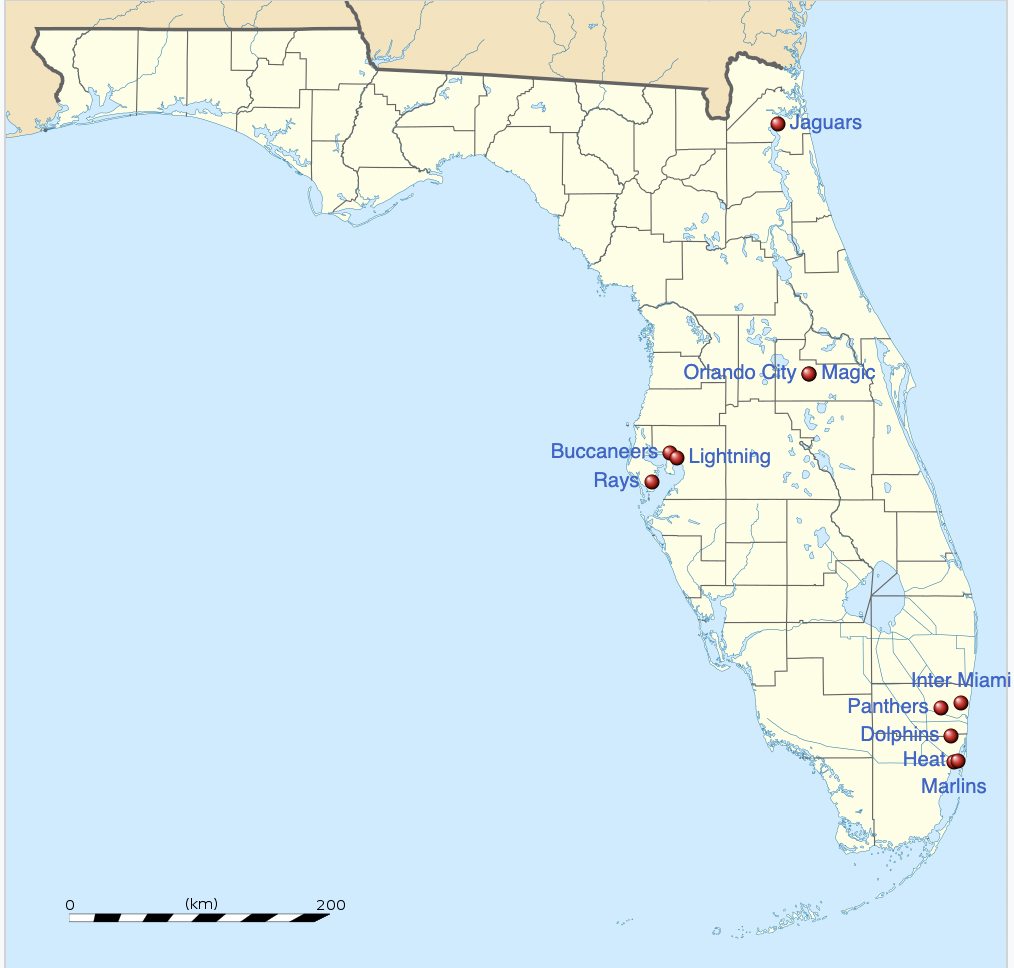 Jaguars
Orlando City Magic
Buccaneers Lightning
Rays
Inter Miami
Panthers
Dolphins
Heat
Marlins
0 (km) 200